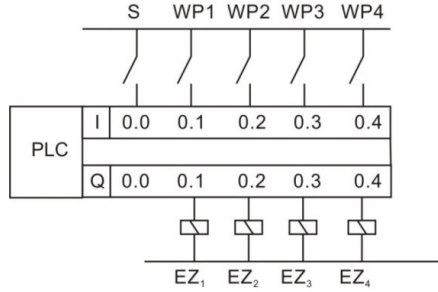 S WP1 WP2 WP3 WP4
PLC
I 0.0 0.1 0.2 0.3 0.4
Q 0.0 0.1 0.2 0.3 0.4
EZ₁ EZ₂ EZ₃ EZ₄